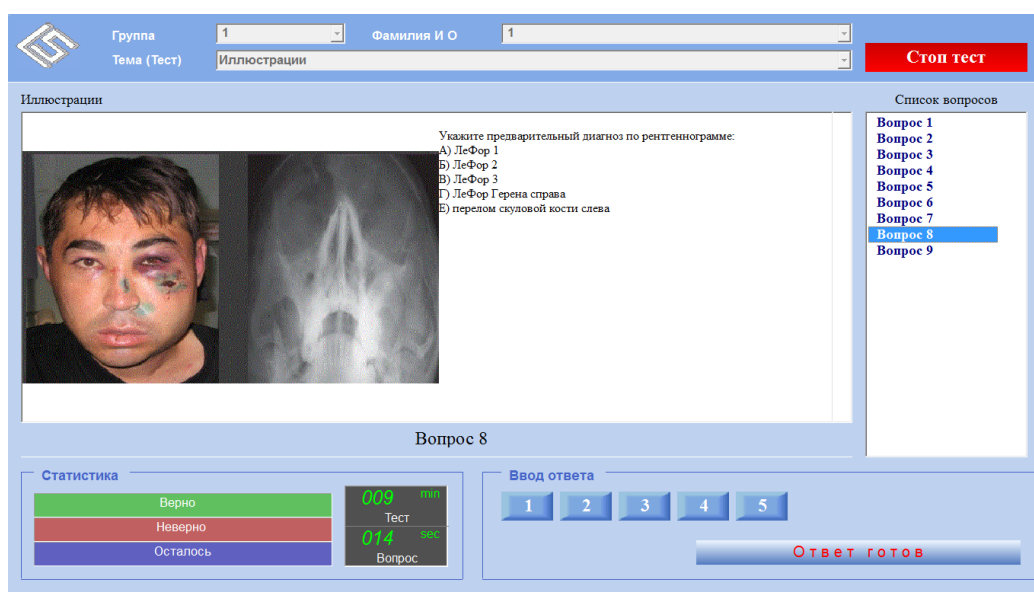 Группа
1
Фамилия И О
1
Тема (Тест)
Иллюстрации
Стоп тест
Иллюстрации
Список вопросов
Укажите предварительный диагноз по рентгеннограмме:
А) ЛеФор 1
Б) ЛеФор 2
В) ЛеФор 3
Г) ЛеФор Герена справа
Е) перелом скуловой кости слева
Вопрос 1
Вопрос 2
Вопрос 3
Вопрос 4
Вопрос 5
Вопрос 6
Вопрос 7
Вопрос 8
Вопрос 9
Вопрос 8
Статистика
Верно
Неверно
Осталось
009 min
Тест
014 sec
Вопрос
Ввод ответа
1 2 3 4 5
Ответ готов